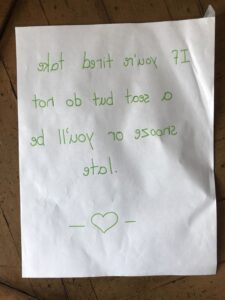 If you're tired take
a seat but do not
snooze or you'll be
late.